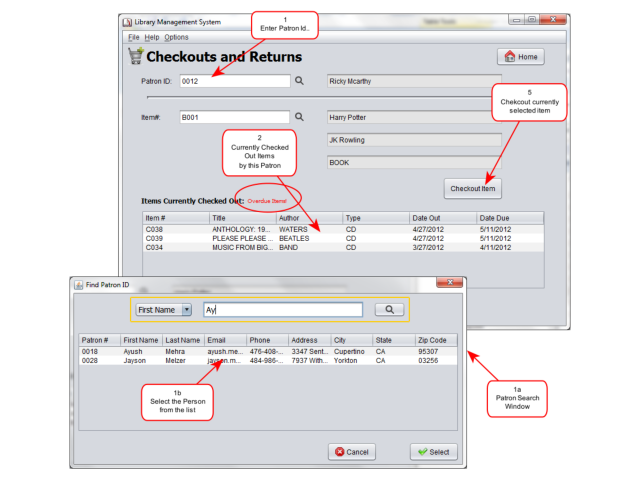 Library Management System
1
Enter Patron Id..
File Help Options
Checkouts and Returns
Home
Patron ID: 0012 Ricky Mcarthy
5
Chekcout currently
selected item
Item#: B001 Harry Potter
2
Currently Checked
Out Items
by this Patron
JK Rowling
BOOK
Checkout Item
Items Currently Checked Out: Overdue Items!
Item # Title Author Type Date Out Date Due
C038 ANTHOLOGY: 19... WATERS CD 4/27/2012 5/11/2012
C039 PLEASE PLEASE ... BEATLES CD 4/27/2012 5/11/2012
C034 MUSIC FROM BIG... BAND CD 3/27/2012 4/11/2012
Find Patron ID
First Name Ay
Patron # First Name Last Name Email Phone Address City State Zip Code
0018 Ayush Mehra ayush.me... 476-408-... 3347 Sent... Cupertino CA 95307
0028 Jayson Melzer jayson.m... 484-986-... 7937 With... Yorkton CA 03256
1b
Select the Person
from the list
1a
Patron Search
Window
Cancel Select